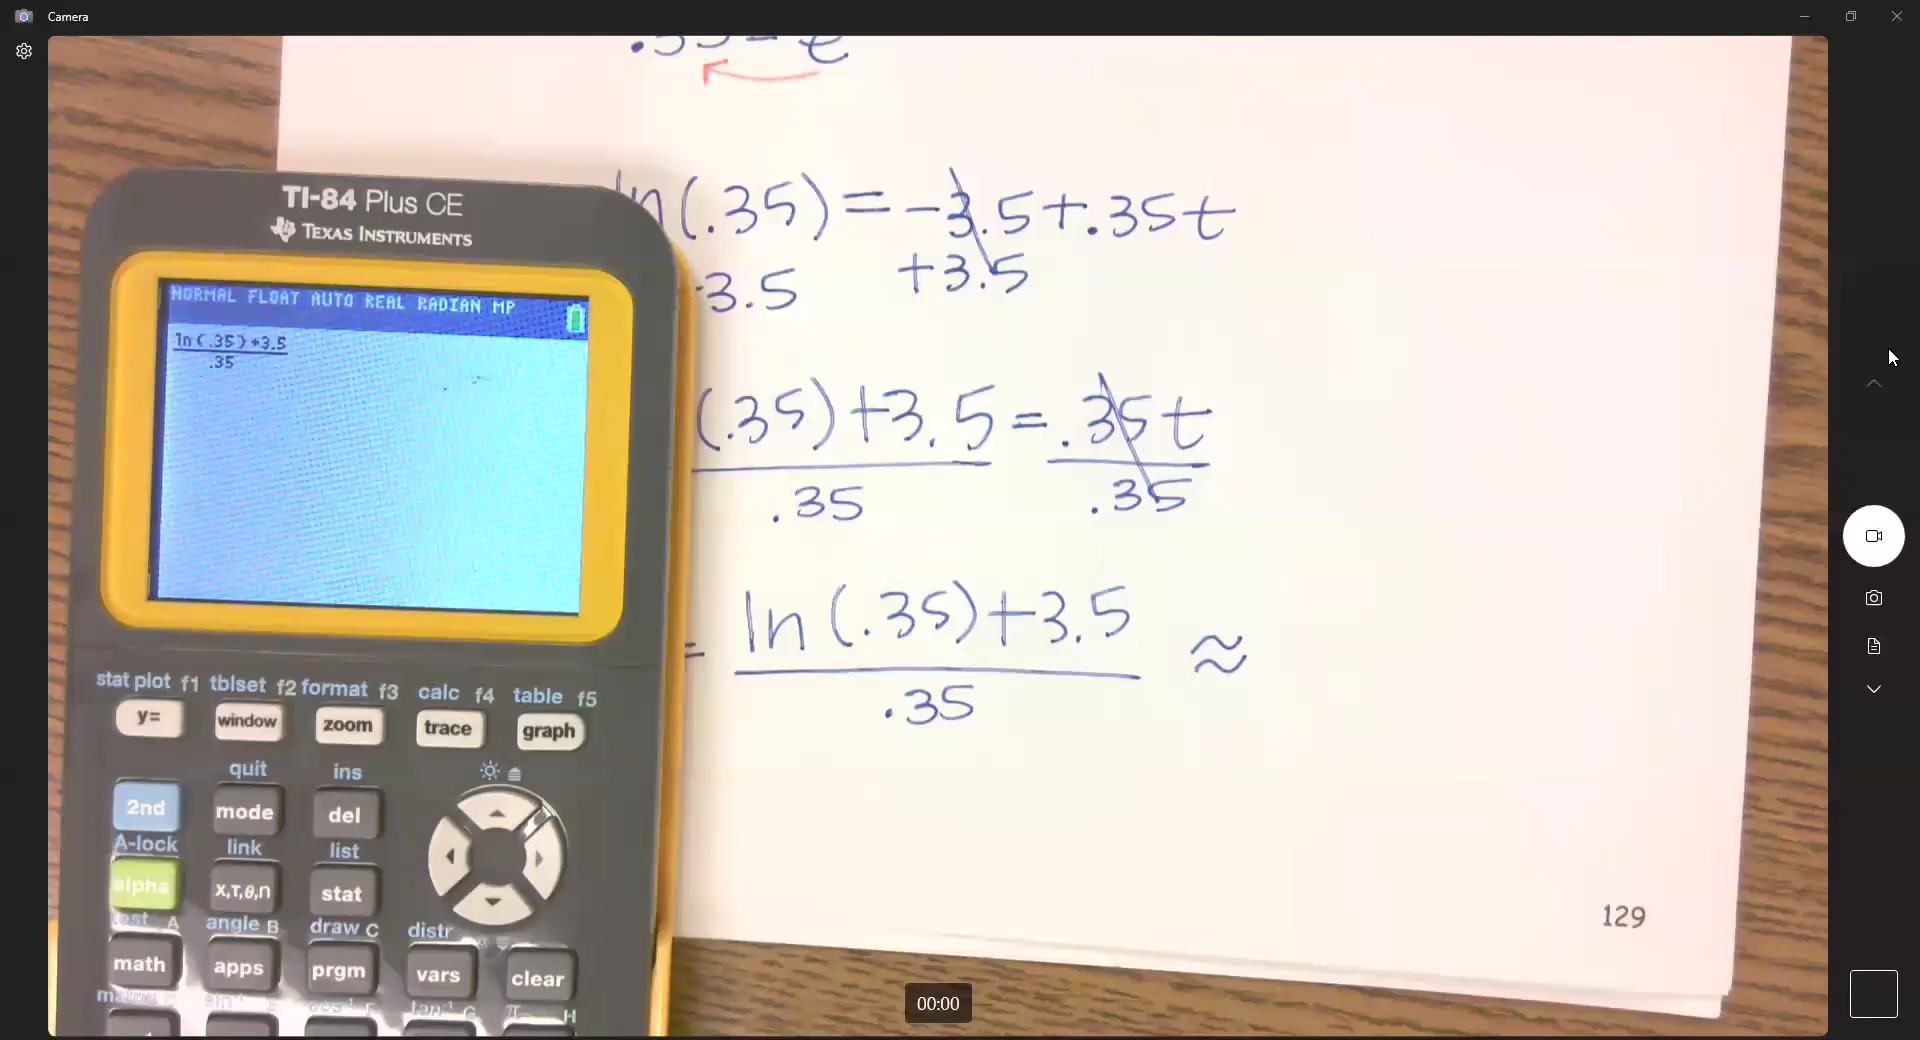 Camera
.35 = t
ln(.35) = -3.5 + .35t
3.5 +3.5
(.35) + 3.5 = .35t
.35 .35
= ln(.35) + 3.5 ≈
.35
129
TI-84 Plus CE
TEXAS INSTRUMENTS
NORMAL FLOAT AUTO REAL RADIAN MP
ln(.35)+3.5
.35
stat plot f1 tblset f2 format f3 calc f4 table f5
y= window zoom trace graph
quit ins
2nd mode del
A-lock link list
alpha X,T,θ,n stat
test A angle B draw C distr
math apps prgm vars clear
00:00